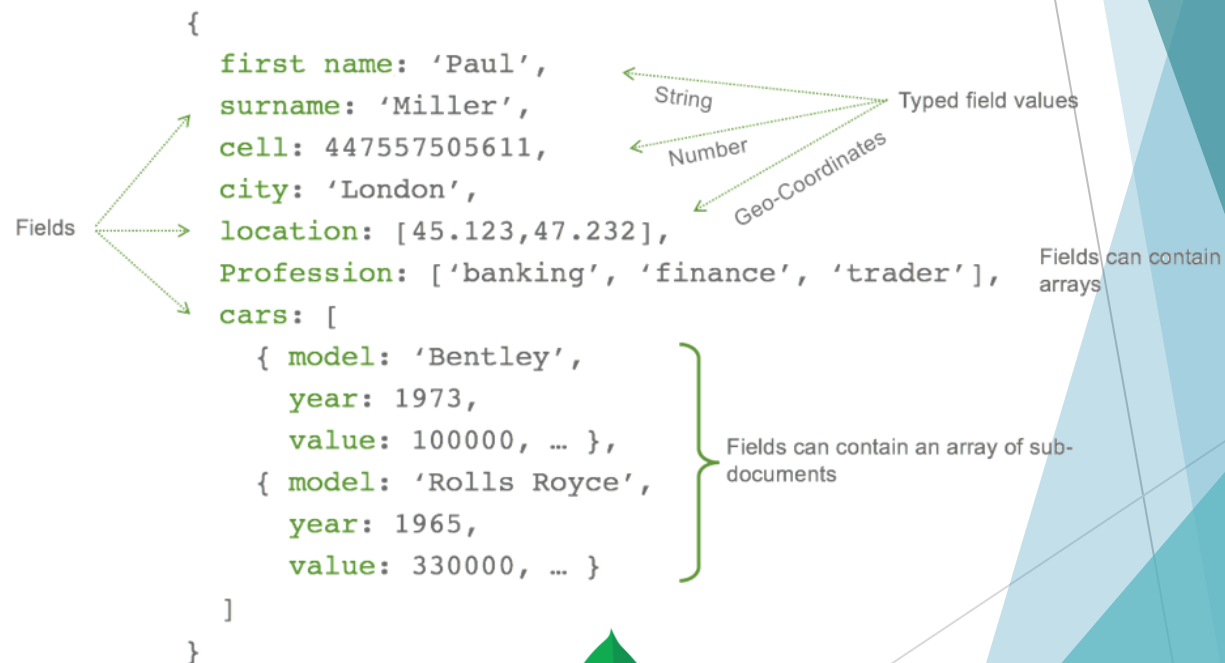 {
first name: ‘Paul’,
surname: ‘Miller’,
cell: 447557505611,
city: ‘London’,
location: [45.123,47.232],
Profession: [‘banking’, ‘finance’, ‘trader’],
cars: [
{ model: ‘Bentley’,
year: 1973,
value: 100000, … },
{ model: ‘Rolls Royce’,
year: 1965,
value: 330000, … }
]
}
Fields
String
Number
Geo-Coordinates
Typed field values
Fields can contain
arrays
Fields can contain an array of sub-
documents